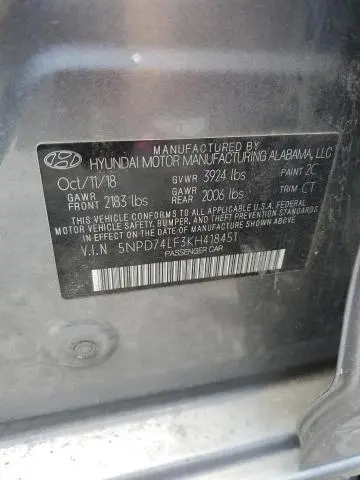 MANUFACTURED BY
HYUNDAI MOTOR MANUFACTURING ALABAMA, LLC
Oct/11/18 GVWR 3924 lbs PAINT 2C
GAWR FRONT 2183 lbs GAWR REAR 2006 lbs TRIM CT
THIS VEHICLE CONFORMS TO ALL APPLICABLE U.S.A. FEDERAL
MOTOR VEHICLE SAFETY, BUMPER, AND THEFT PREVENTION
STANDARDS IN EFFECT ON THE DATE OF MANUFACTURE SHOWN ABOVE.
V.I.N 5NPD74LF3KH418451
PASSENGER CAR